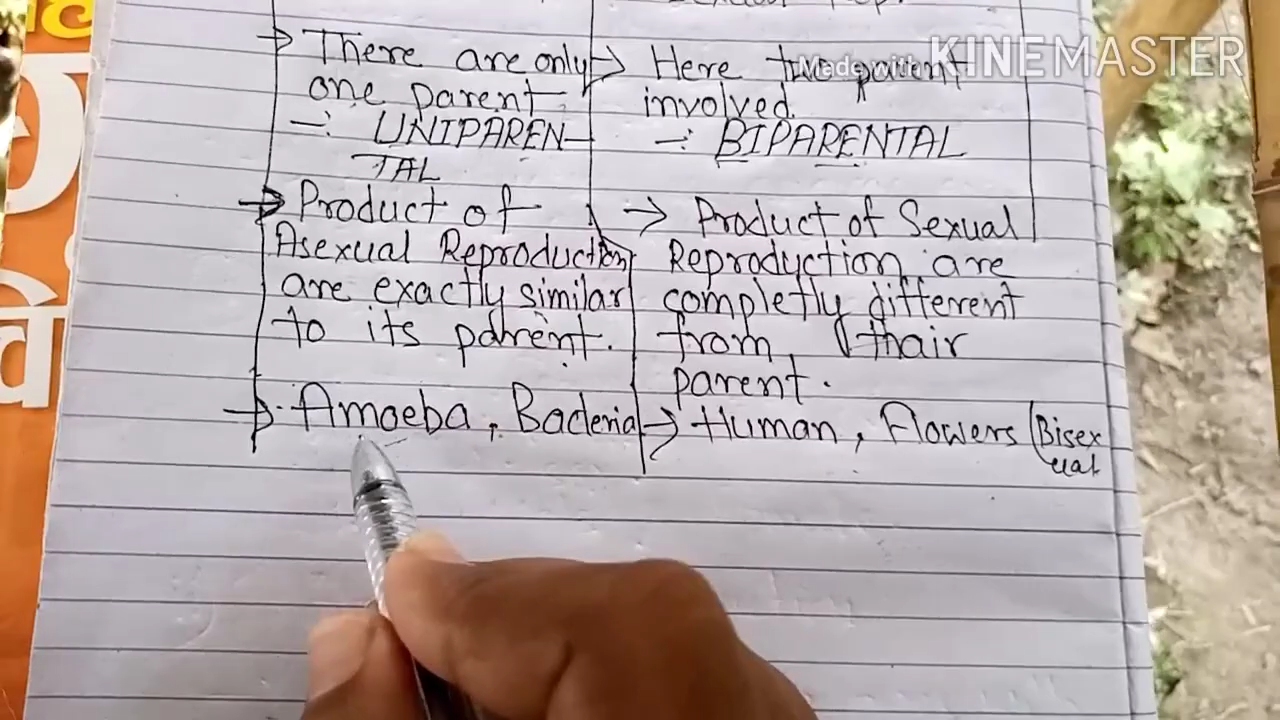 Made with KINEMASTER
→ There are only
one parent
-: UNIPAREN-
TAL
→ Product of
Asexual Reproduction
are exactly similar
to its parent.
→ Amoeba, Bacteria
→ Here two parent
involved.
-: BIPARENTAL
→ Product of Sexual
Reproduction are
completly different
from thair
parent.
→ Human, Flowers (Bisex
ual